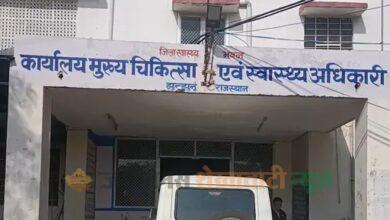 जिला स्वास्थ्य भवन
कार्यालय मुख्य चिकित्सा एवं स्वास्थ्य अधिकारी
झुन्झुनूं राजस्थान